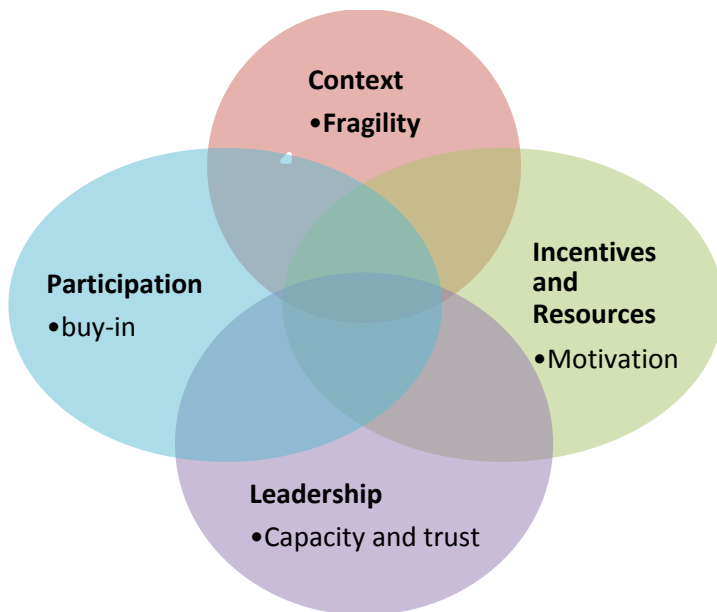 Context
•Fragility
Participation
•buy-in
Incentives
and
Resources
•Motivation
Leadership
•Capacity and trust